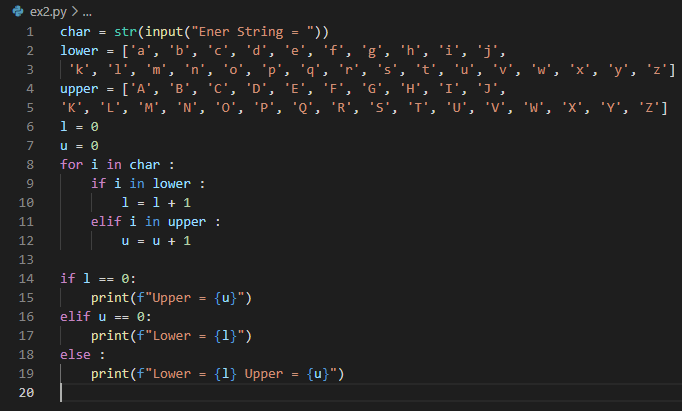 ex2.py > ...
1 char = str(input("Ener String = "))
2 lower = ['a', 'b', 'c', 'd', 'e', 'f', 'g', 'h', 'i', 'j',
3  'k', 'l', 'm', 'n', 'o', 'p', 'q', 'r', 's', 't', 'u', 'v', 'w', 'x', 'y', 'z']
4 upper = ['A', 'B', 'C', 'D', 'E', 'F', 'G', 'H', 'I', 'J',
5 'K', 'L', 'M', 'N', 'O', 'P', 'Q', 'R', 'S', 'T', 'U', 'V', 'W', 'X', 'Y', 'Z']
6 l = 0
7 u = 0
8 for i in char :
9     if i in lower :
10         l = l + 1
11     elif i in upper :
12         u = u + 1
13
14 if l == 0:
15     print(f"Upper = {u}")
16 elif u == 0:
17     print(f"Lower = {l}")
18 else :
19     print(f"Lower = {l} Upper = {u}")
20